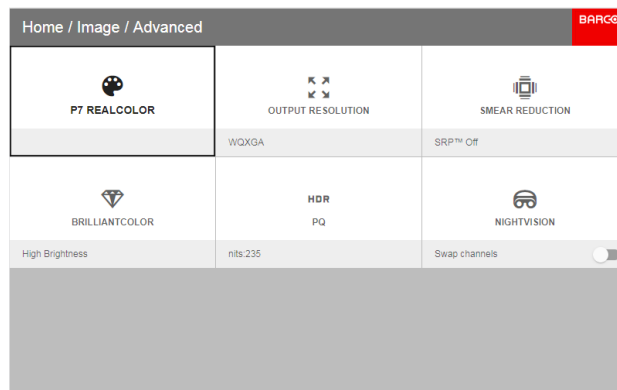 Home / Image / Advanced
BARCO
P7 REALCOLOR
OUTPUT RESOLUTION
SMEAR REDUCTION
WQXGA
SRP™ Off
BRILLIANTCOLOR
HDR
PQ
NIGHTVISION
High Brightness
nits:235
Swap channels